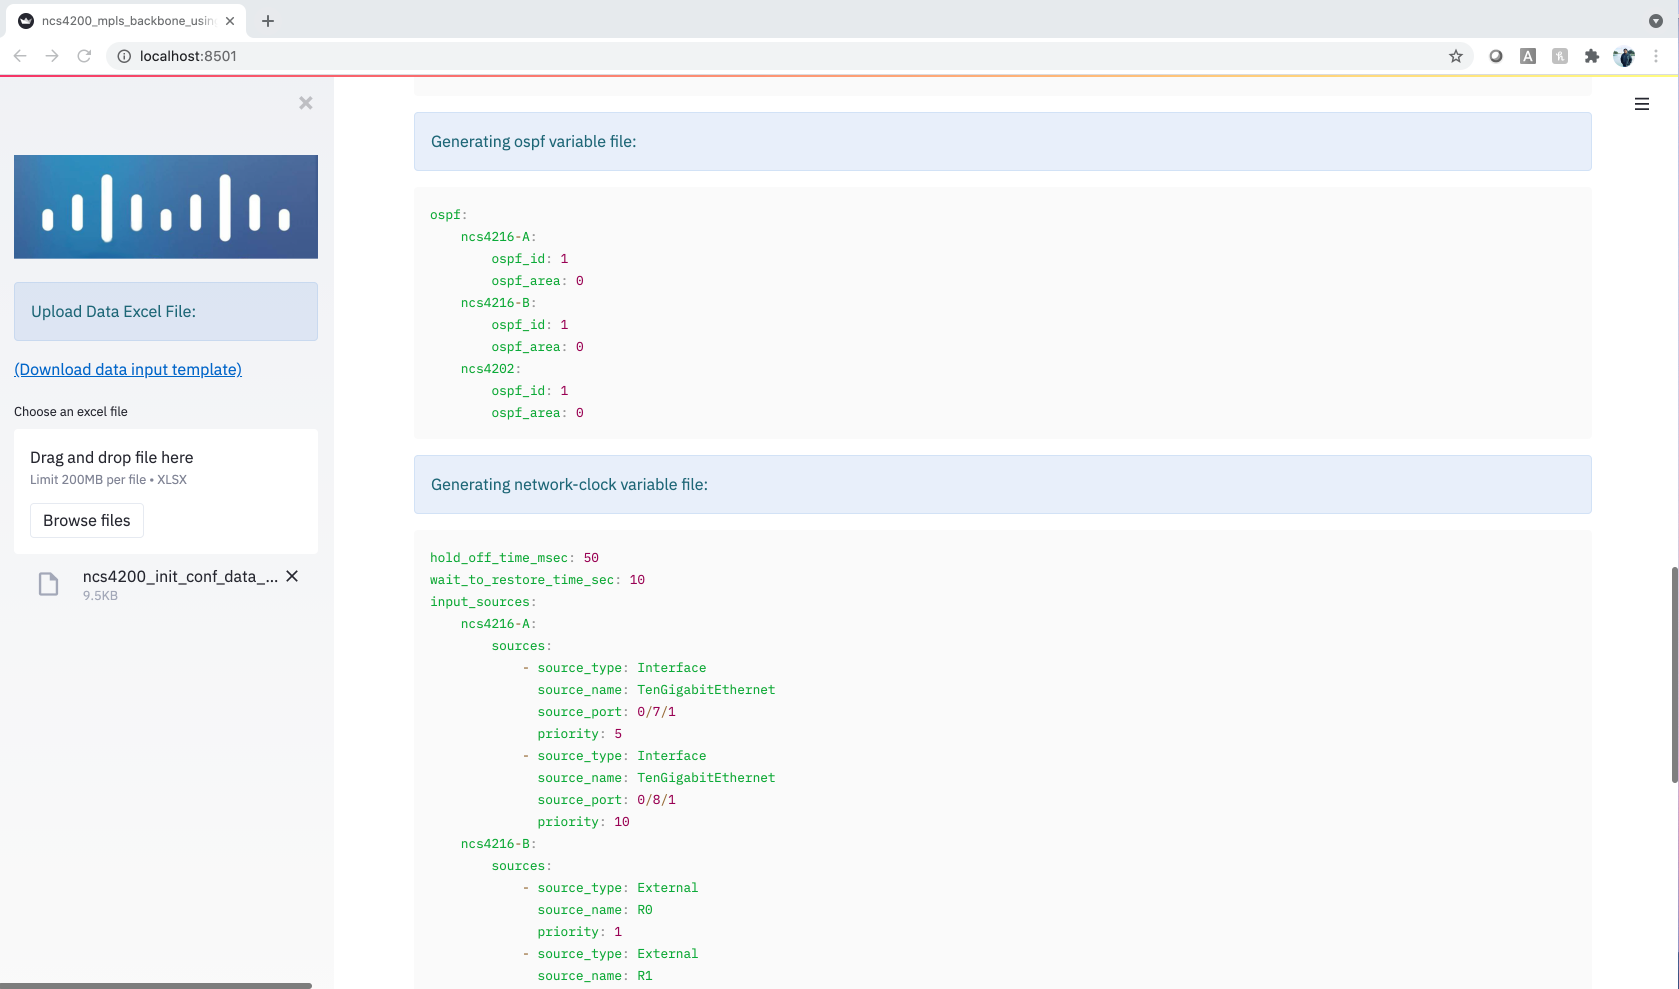 ncs4200_mpls_backbone_usin
localhost:8501
A
Upload Data Excel File:
(Download data input template)
Choose an excel file
Drag and drop file here
Limit 200MB per file • XLSX
Browse files
ncs4200_init_conf_data_...
9.5KB
Generating ospf variable file:
ospf:
ncs4216-A:
ospf_id: 1
ospf_area: 0
ncs4216-B:
ospf_id: 1
ospf_area: 0
ncs4202:
ospf_id: 1
ospf_area: 0
Generating network-clock variable file:
hold_off_time_msec: 50
wait_to_restore_time_sec: 10
input_sources:
ncs4216-A:
sources:
- source_type: Interface
source_name: TenGigabitEthernet
source_port: 0/7/1
priority: 5
- source_type: Interface
source_name: TenGigabitEthernet
source_port: 0/8/1
priority: 10
ncs4216-B:
sources:
- source_type: External
source_name: R0
priority: 1
- source_type: External
source_name: R1